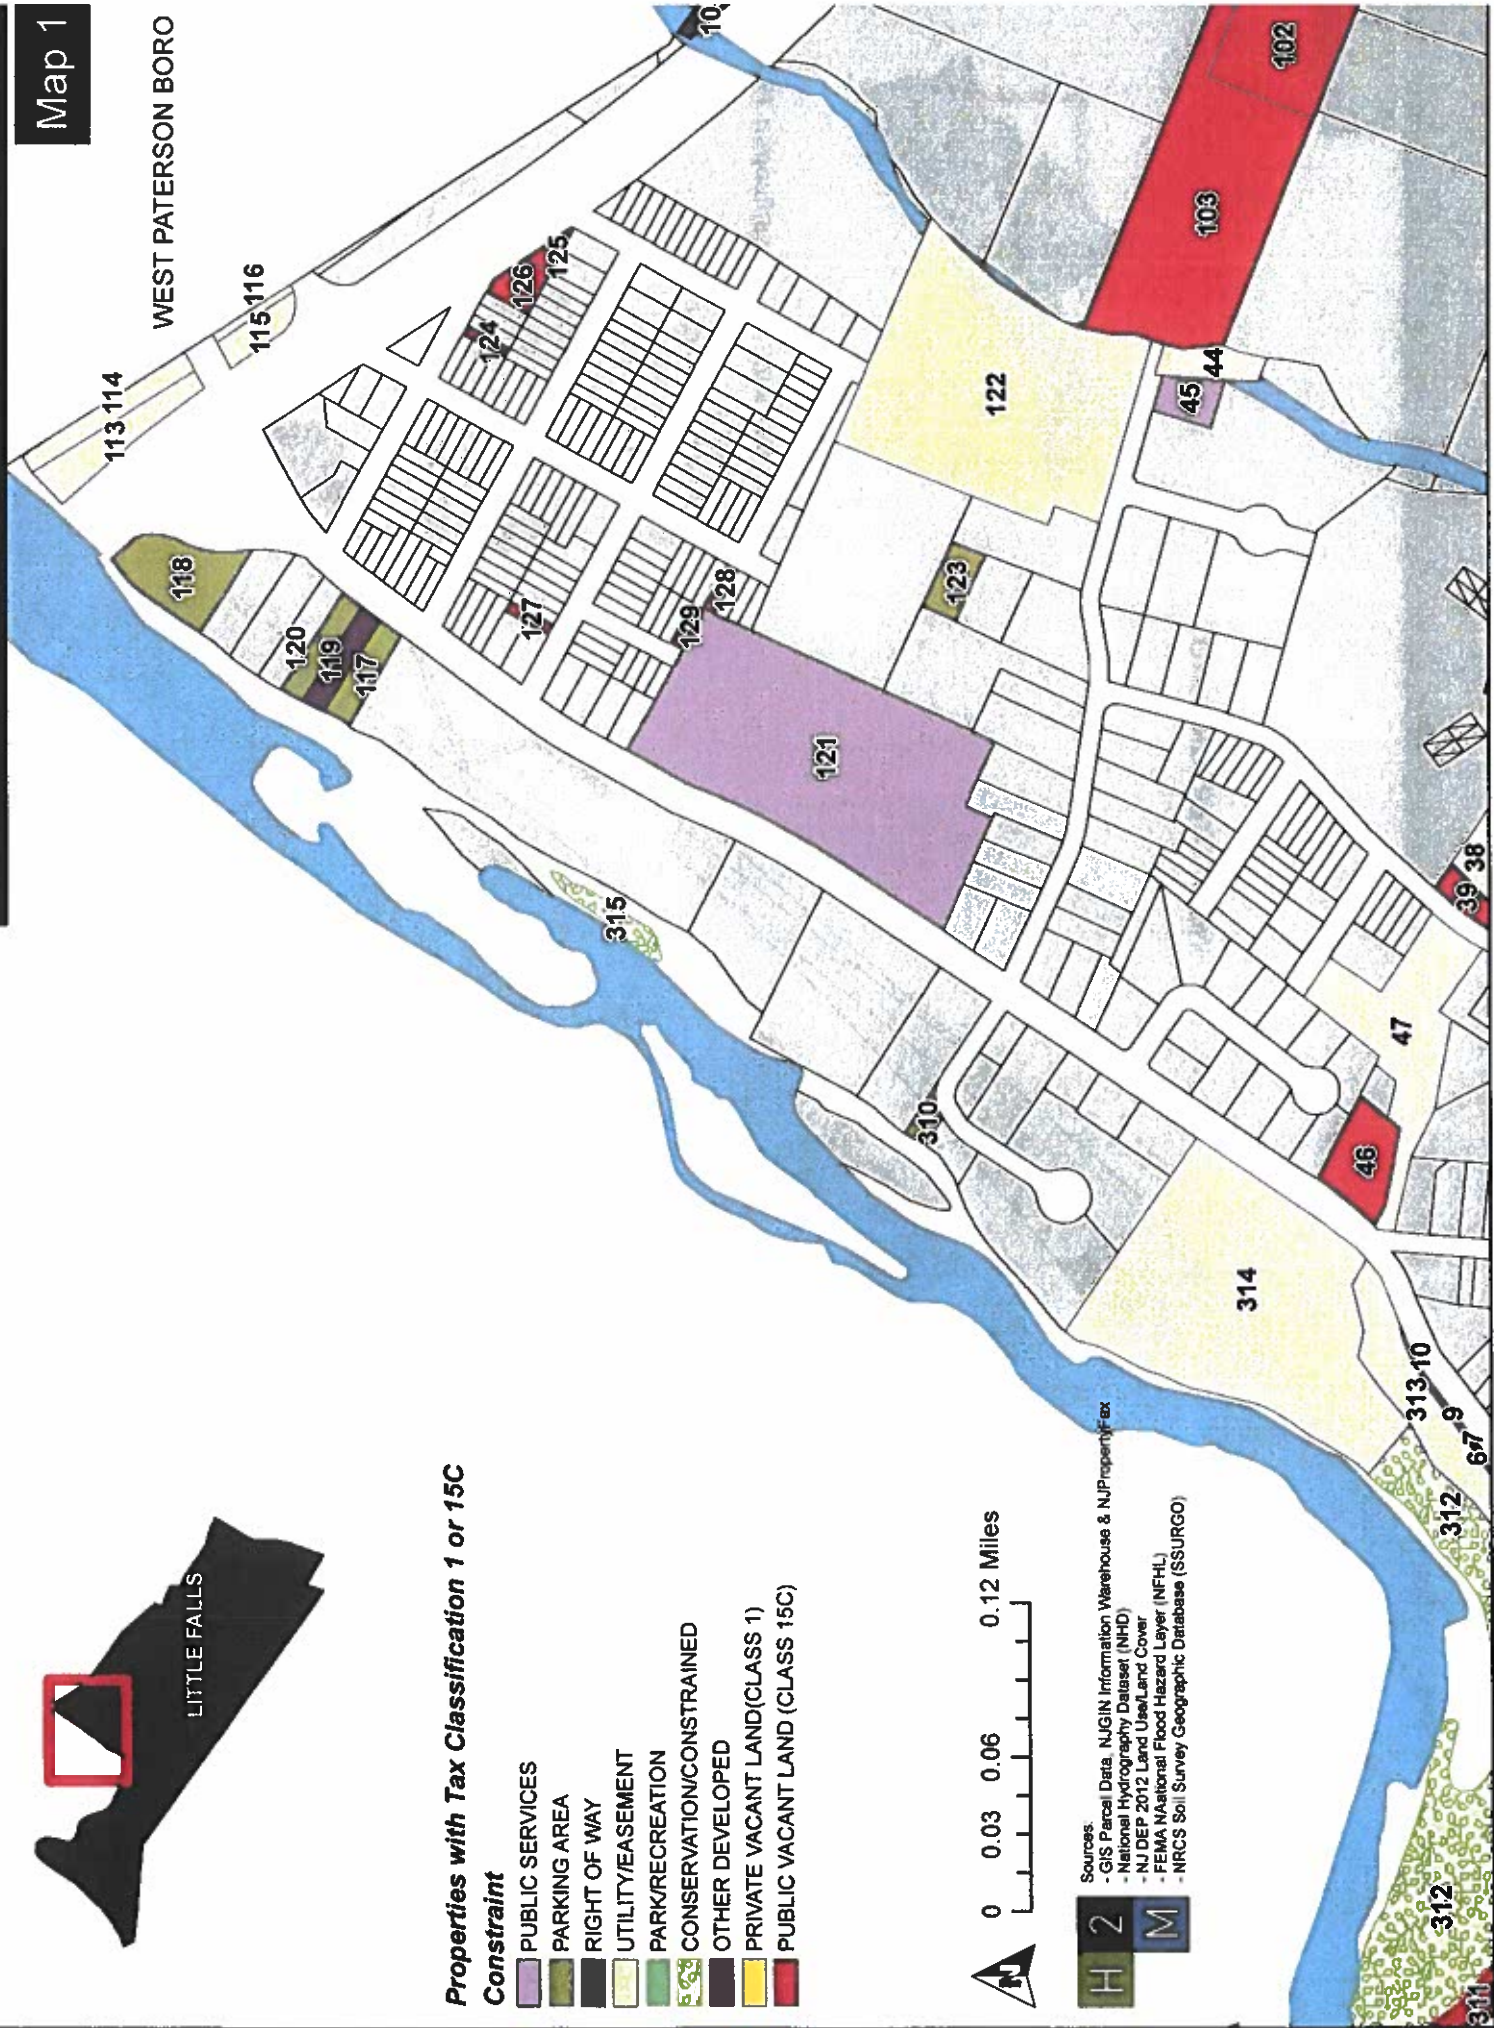 Map 1
WEST PATERSON BORO
LITTLE FALLS
Properties with Tax Classification 1 or 15C
Constraint
PUBLIC SERVICES
PARKING AREA
RIGHT OF WAY
UTILITY/EASEMENT
PARK/RECREATION
CONSERVATION/CONSTRAINED
OTHER DEVELOPED
PRIVATE VACANT LAND(CLASS 1)
PUBLIC VACANT LAND (CLASS 15C)
N
0 0.03 0.06 0.12 Miles
H 2
M
Sources:
- GIS Parcel Data, NJGIN Information Warehouse & NJPropertyFax
- National Hydrography Dataset (NHD)
- NJ DEP 2012 Land Use/Land Cover
- FEMA NAational Flood Hazard Layer (NFHL)
- NRCS Soil Survey Geographic Database (SSURGO)
113 114
115 116
118
120
119
117
124
126
125
127
129
128
121
122
123
102
103
44
45
315
310
46
47
39 38
314
313 10
9
7
312
312
311